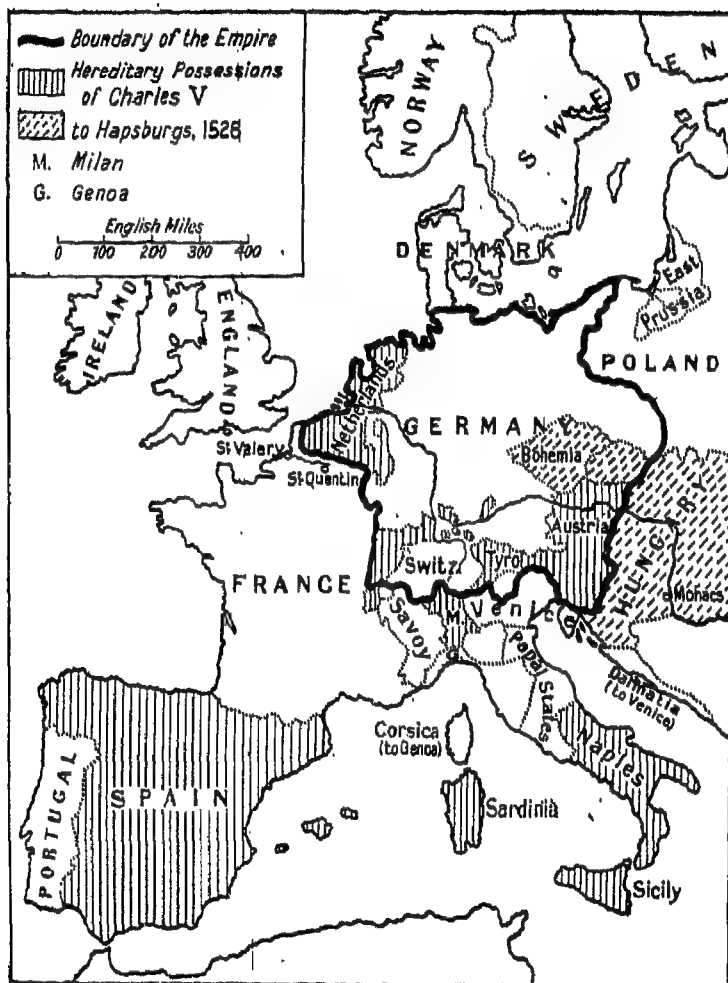 Boundary of the Empire
Hereditary Possessions
of Charles V
to Hapsburgs, 1528
M. Milan
G. Genoa
English Miles
0 100 200 300 400
NORWAY
SWEDEN
DENMARK
IRELAND
ENGLAND
East
Prussia
POLAND
Netherlands
GERMANY
St Valery
St Quentin
Bohemia
Austria
HUNGARY
Switz.
Tyrol
FRANCE
Savoy
M.
Venice
Monacs
G.
Papal
States
Dalmatia
(to Venice)
Corsica
(to Genoa)
Naples
PORTUGAL
SPAIN
Sardinia
Sicily